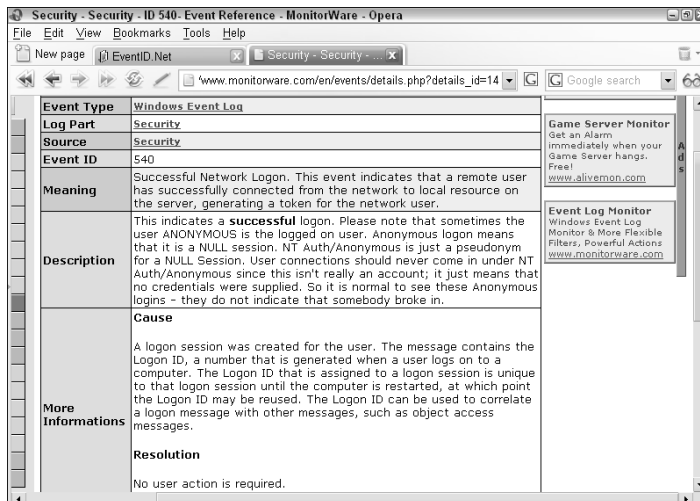 Security - Security - ID 540- Event Reference - MonitorWare - Opera
File Edit View Bookmarks Tools Help
New page EventID.Net Security - Security - ...
www.monitorware.com/en/events/details.php?details_id=14 G G Google search
Event Type Windows Event Log
Log Part Security
Source Security
Event ID 540
Meaning
Successful Network Logon. This event indicates that a remote user
has successfully connected from the network to local resource on
the server, generating a token for the network user.
Description
This indicates a successful logon. Please note that sometimes the
user ANONYMOUS is the logged on user. Anonymous logon means
that it is a NULL session. NT Auth/Anonymous is just a pseudonym
for a NULL Session. User connections should never come in under NT
Auth/Anonymous since this isn't really an account; it just means that
no credentials were supplied. So it is normal to see these Anonymous
logins - they do not indicate that somebody broke in.
More
Informations
Cause
A logon session was created for the user. The message contains the
Logon ID, a number that is generated when a user logs on to a
computer. The Logon ID that is assigned to a logon session is unique
to that logon session until the computer is restarted, at which point
the Logon ID may be reused. The Logon ID can be used to correlate
a logon message with other messages, such as object access
messages.
Resolution
No user action is required.
Game Server Monitor
Get an Alarm
immediately when your
Game Server hangs.
Free!
www.alivemon.com
Event Log Monitor
Windows Event Log
Monitor & More Flexible
Filters, Powerful Actions
www.monitorware.com
A
d
s